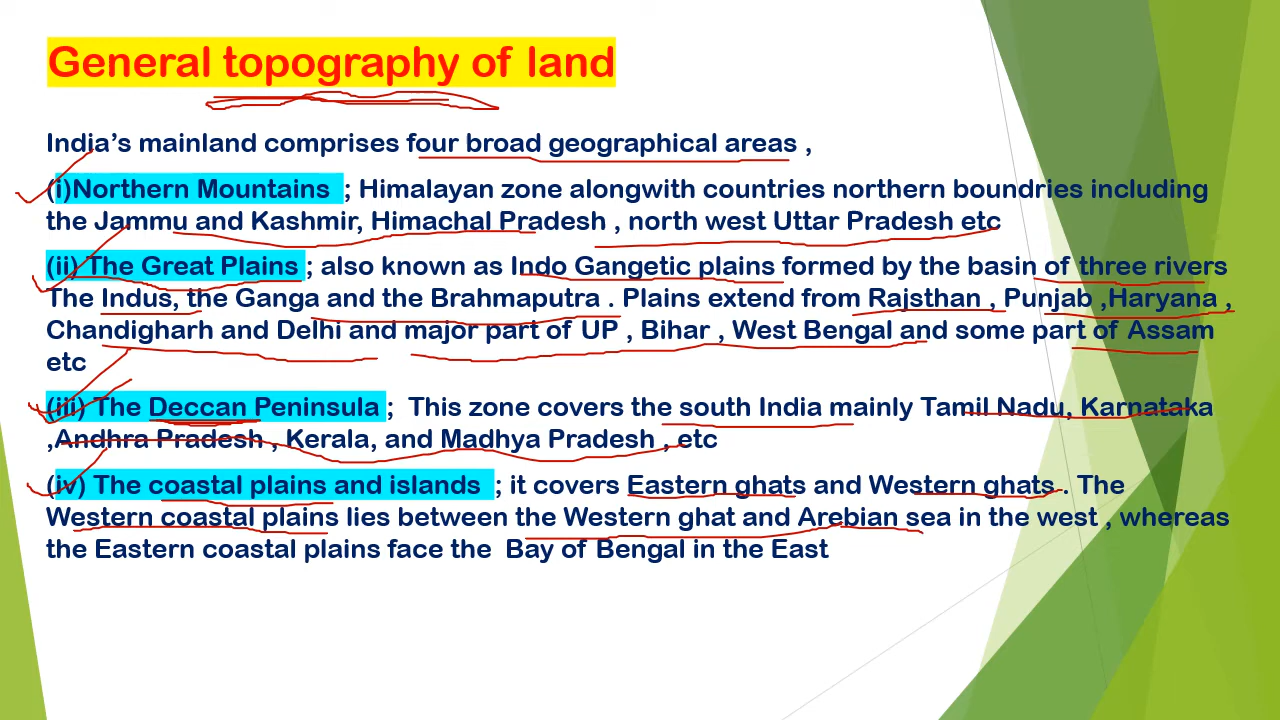 General topography of land
India's mainland comprises four broad geographical areas ,
(i)Northern Mountains ; Himalayan zone alongwith countries northern boundries including
the Jammu and Kashmir, Himachal Pradesh , north west Uttar Pradesh etc
(ii) The Great Plains ; also known as Indo Gangetic plains formed by the basin of three rivers
The Indus, the Ganga and the Brahmaputra . Plains extend from Rajsthan , Punjab ,Haryana ,
Chandigharh and Delhi and major part of UP , Bihar , West Bengal and some part of Assam
etc
(iii) The Deccan Peninsula ; This zone covers the south India mainly Tamil Nadu, Karnataka
,Andhra Pradesh , Kerala, and Madhya Pradesh , etc
(iv) The coastal plains and islands ; it covers Eastern ghats and Western ghats . The
Western coastal plains lies between the Western ghat and Arebian sea in the west , whereas
the Eastern coastal plains face the Bay of Bengal in the East